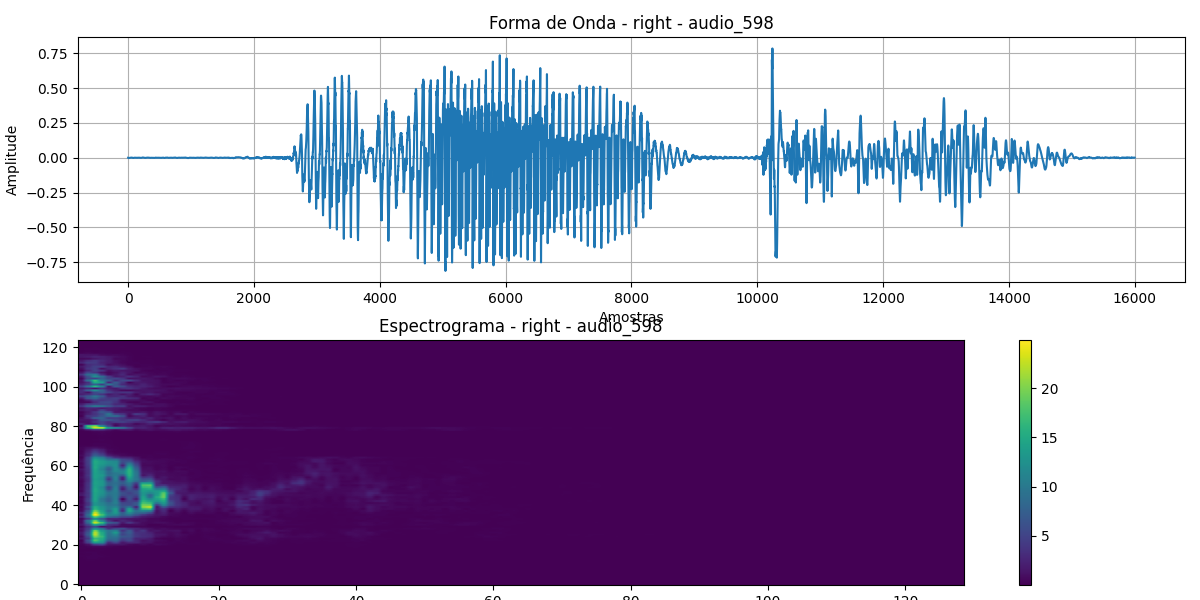 Forma de Onda - right - audio_598
Amplitude
0.75
0.50
0.25
0.00
−0.25
−0.50
−0.75
0 2000 4000 6000 8000 10000 12000 14000 16000
Amostras
Espectrograma - right - audio_598
Frequência
120
100
80
60
40
20
0
20
15
10
5
0 20 40 60 80 100 120